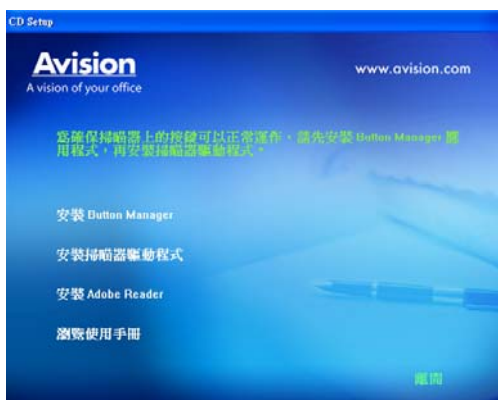 CD Setup
Avision
www.avision.com
A vision of your office
為確保掃瞄器上的按鍵可以正常運作，請先安裝 Button Manager 應
用程式，再安裝掃瞄器驅動程式。
安裝 Button Manager
安裝掃瞄器驅動程式
安裝 Adobe Reader
瀏覽使用手冊
離開